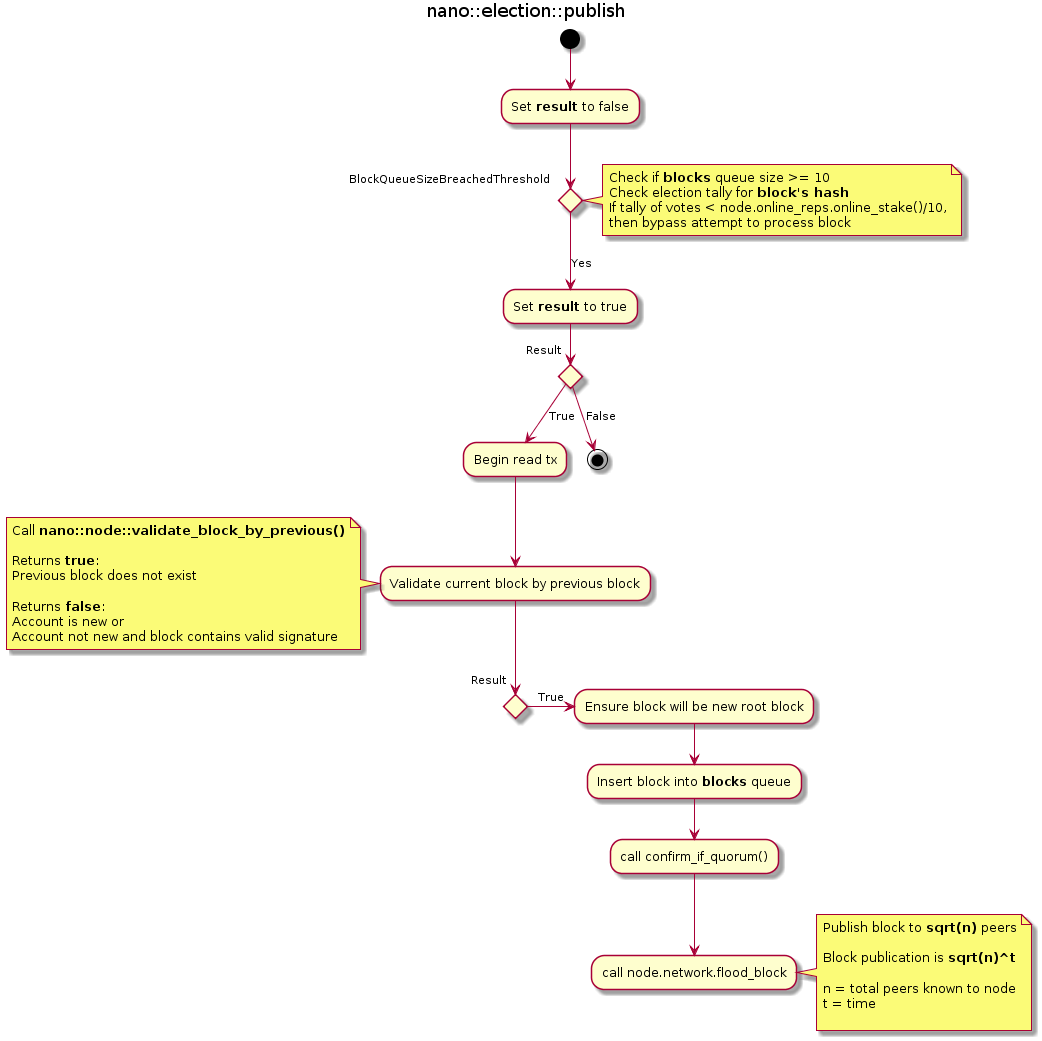 nano::election::publish
Set result to false
BlockQueueSizeBreachedThreshold
Check if blocks queue size >= 10
Check election tally for block's hash
If tally of votes < node.online_reps.online_stake()/10,
then bypass attempt to process block
Yes
Set result to true
Result
True
False
Begin read tx
Call nano::node::validate_block_by_previous()
Returns true:
Previous block does not exist
Returns false:
Account is new or
Account not new and block contains valid signature
Validate current block by previous block
Result
True
Ensure block will be new root block
Insert block into blocks queue
call confirm_if_quorum()
call node.network.flood_block
Publish block to sqrt(n) peers
Block publication is sqrt(n)^t
n = total peers known to node
t = time